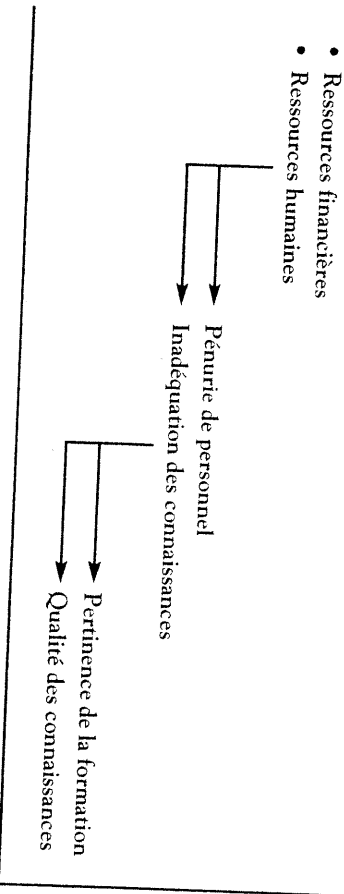 • Ressources financières
• Ressources humaines
Pénurie de personnel
Inadéquation des connaissances
Pertinence de la formation
Qualité des connaissances